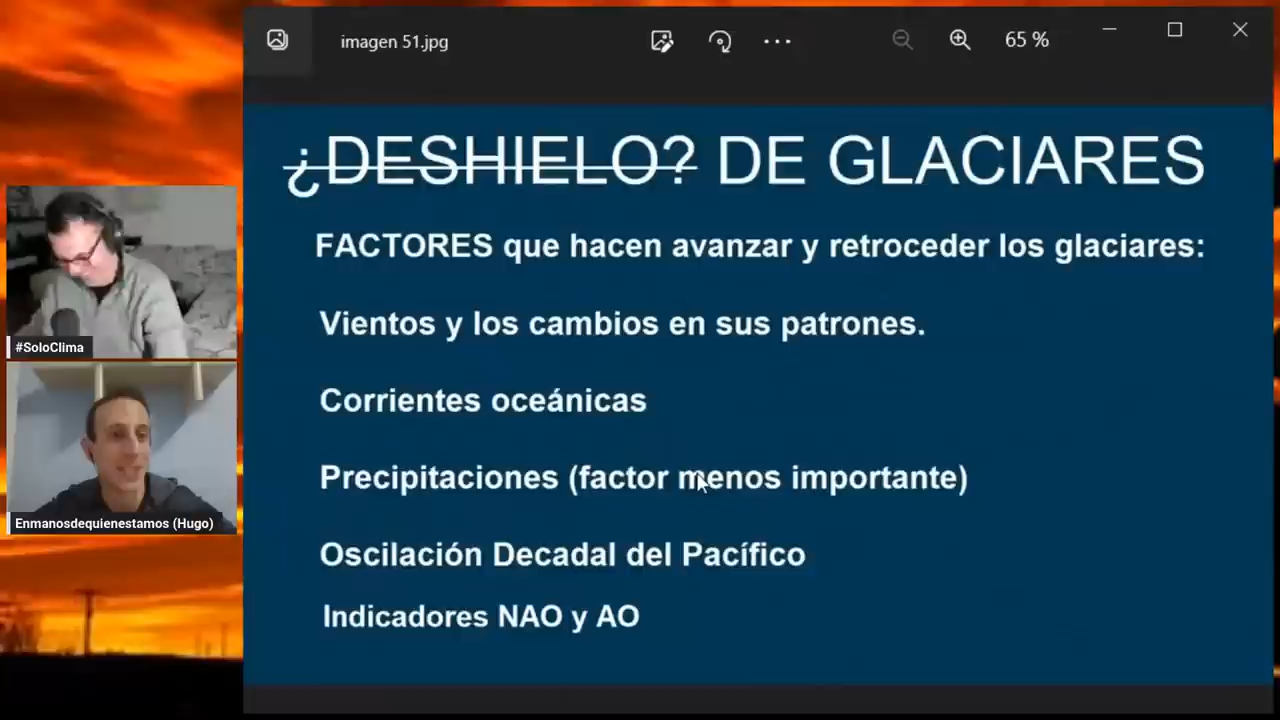 imagen 51.jpg
65 %
¿DESHIELO? DE GLACIARES
FACTORES que hacen avanzar y retroceder los glaciares:
Vientos y los cambios en sus patrones.
Corrientes oceánicas
Precipitaciones (factor menos importante)
Oscilación Decadal del Pacífico
Indicadores NAO y AO
#SoloClima
Enmanosdequienestamos (Hugo)